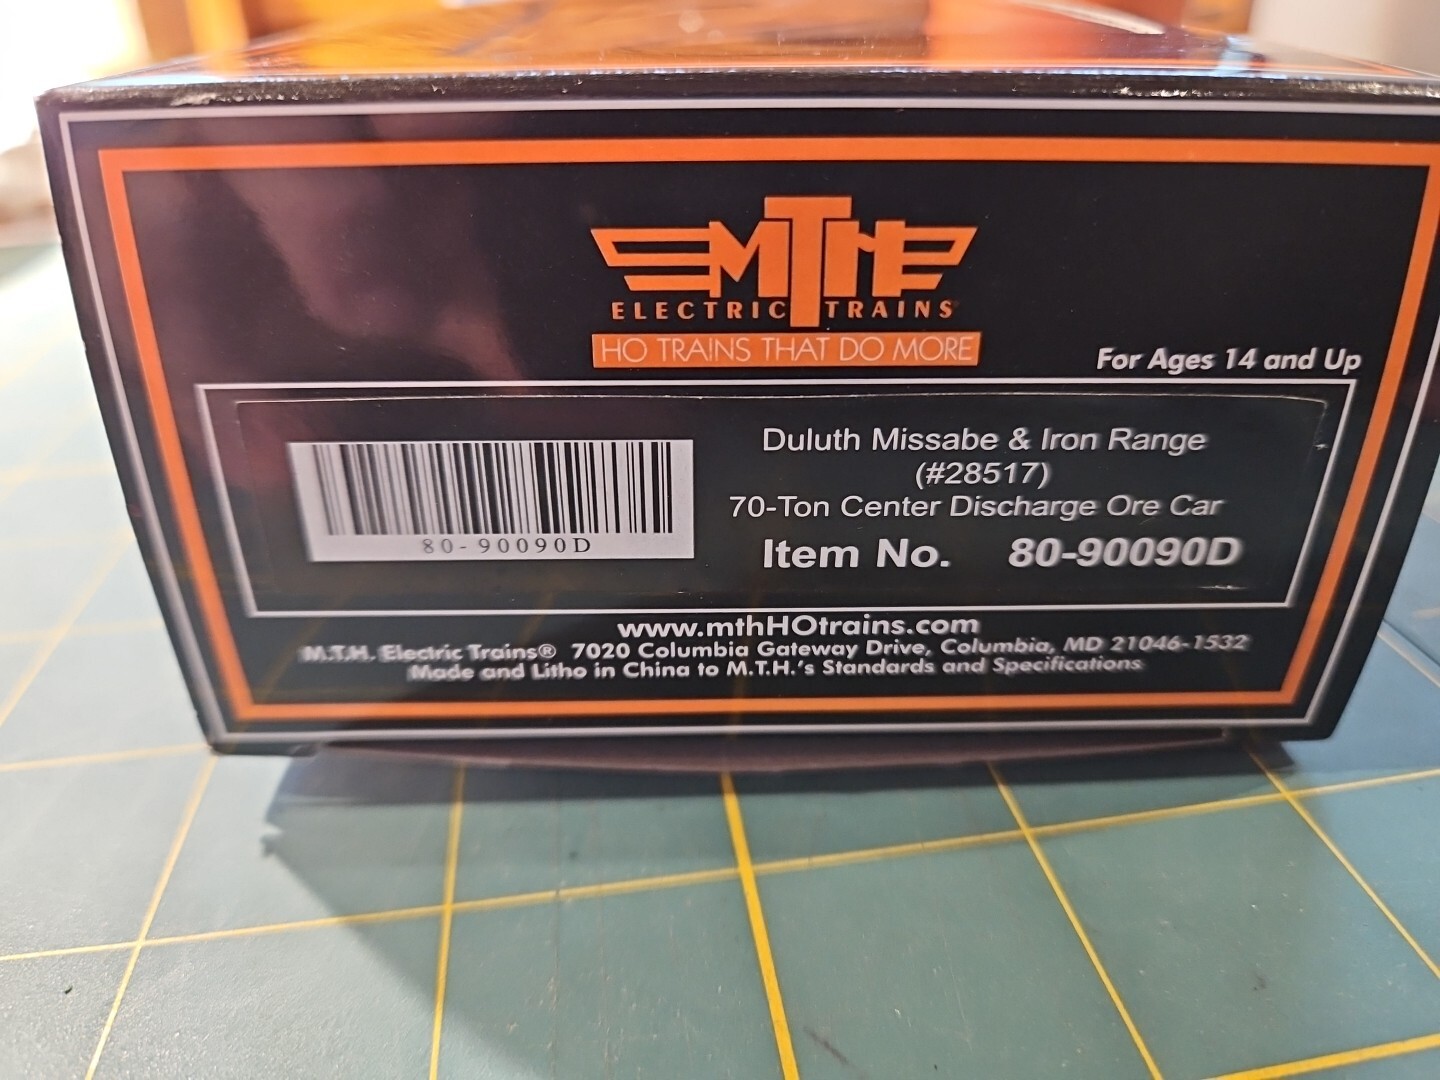 MTH
ELECTRIC TRAINS
HO TRAINS THAT DO MORE
For Ages 14 and Up
Duluth Missabe & Iron Range
(#28517)
70-Ton Center Discharge Ore Car
80-90090D
Item No. 80-90090D
www.mthHOtrains.com
M.T.H. Electric Trains® 7020 Columbia Gateway Drive, Columbia, MD 21046-1532
Made and Litho in China to M.T.H.'s Standards and Specifications